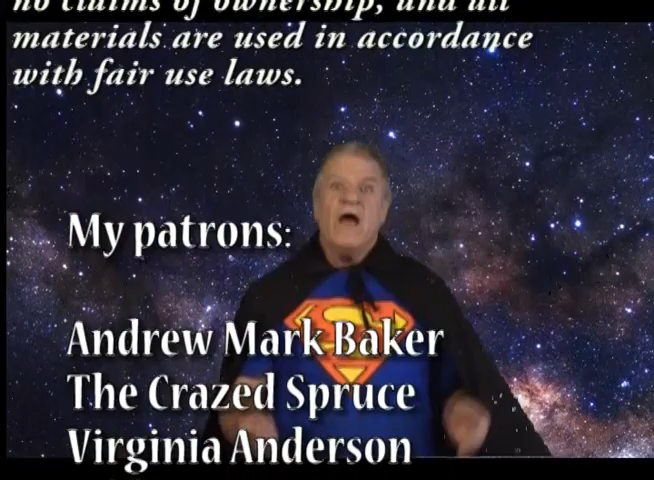 no claims of ownership, and all
materials are used in accordance
with fair use laws.
My patrons:
Andrew Mark Baker
The Crazed Spruce
Virginia Anderson